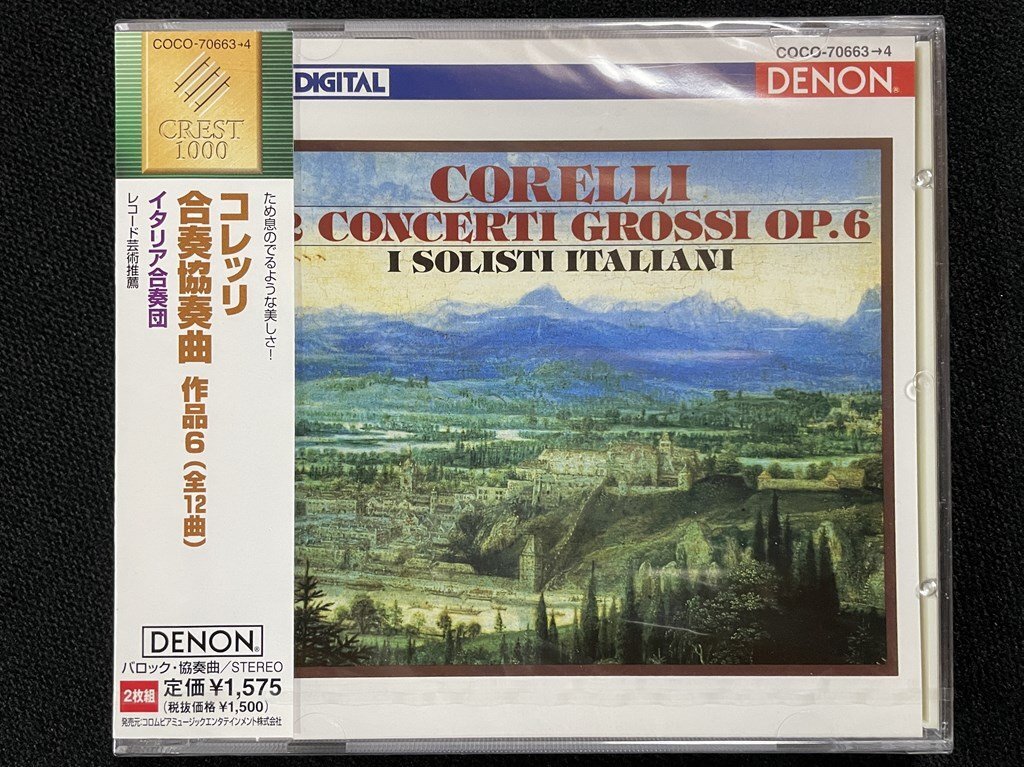 COCO-70663→4
CREST
1000
ため息のでるような美しさ！
コレッリ
合奏協奏曲 作品6（全12曲）
イタリア合奏団
レコード芸術推薦
DENON®
バロック・協奏曲／STEREO
2枚組
定価¥1,575
（税抜価格¥1,500）
発売元:コロムビアミュージックエンタテインメント株式会社
COCO-70663→4
DIGITAL
DENON®
CORELLI
2 CONCERTI GROSSI OP.6
I SOLISTI ITALIANI